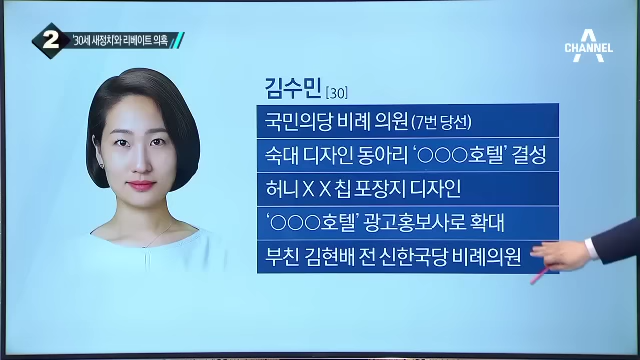 2 '30세 새정치'와 리베이트 의혹
CHANNEL A
김수민 [30]
국민의당 비례 의원 (7번 당선)
숙대 디자인 동아리 '○○○호텔' 결성
허니ⅩⅩ칩 포장지 디자인
'○○○호텔' 광고홍보사로 확대
부친 김현배 전 신한국당 비례의원